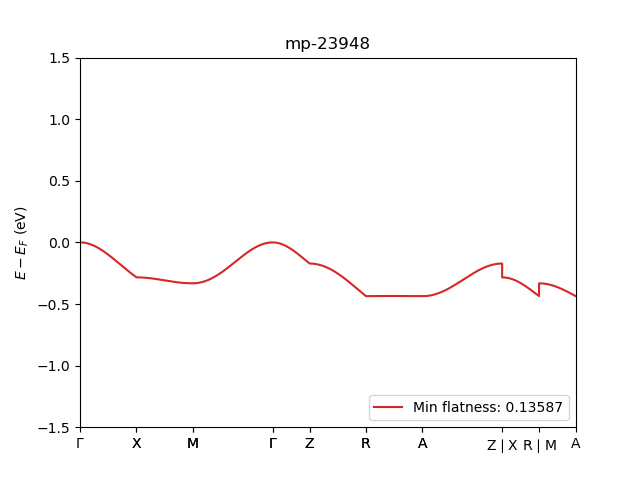 mp-23948
E − E_F (eV)
1.5
1.0
0.5
0.0
−0.5
−1.0
−1.5
Min flatness: 0.13587
Γ X M Γ Z R A Z | X R | M A